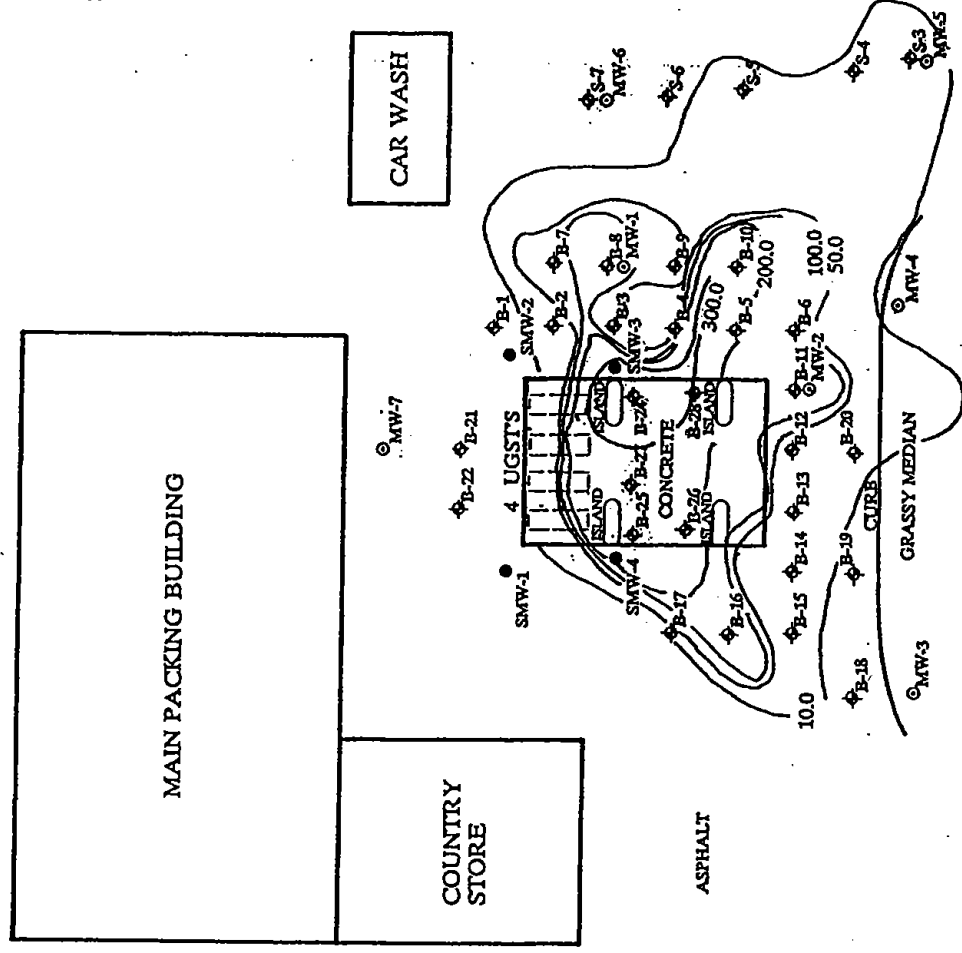 MAIN PACKING BUILDING
COUNTRY
STORE
CAR WASH
ASPHALT
S-7
MW-6
S-6
S-5
S-4
S-3
MW-5
MW-7
B-21
B-22
B-1
SMW-2
B-2
B-7
B-8
MW-1
B-3
SMW-3
B-9
B-4
B-10
B-5
300.0
200.0
100.0
50.0
4 UGST'S
ISLAND
ISLAND
ISLAND
ISLAND
B-24
B-27
B-25
B-28
B-26
CONCRETE
SMW-1
SMW-4
B-17
B-16
B-6
B-11
MW-2
B-12
B-13
B-14
B-15
B-20
B-19
B-18
10.0
CURB
GRASSY MEDIAN
MW-4
MW-3